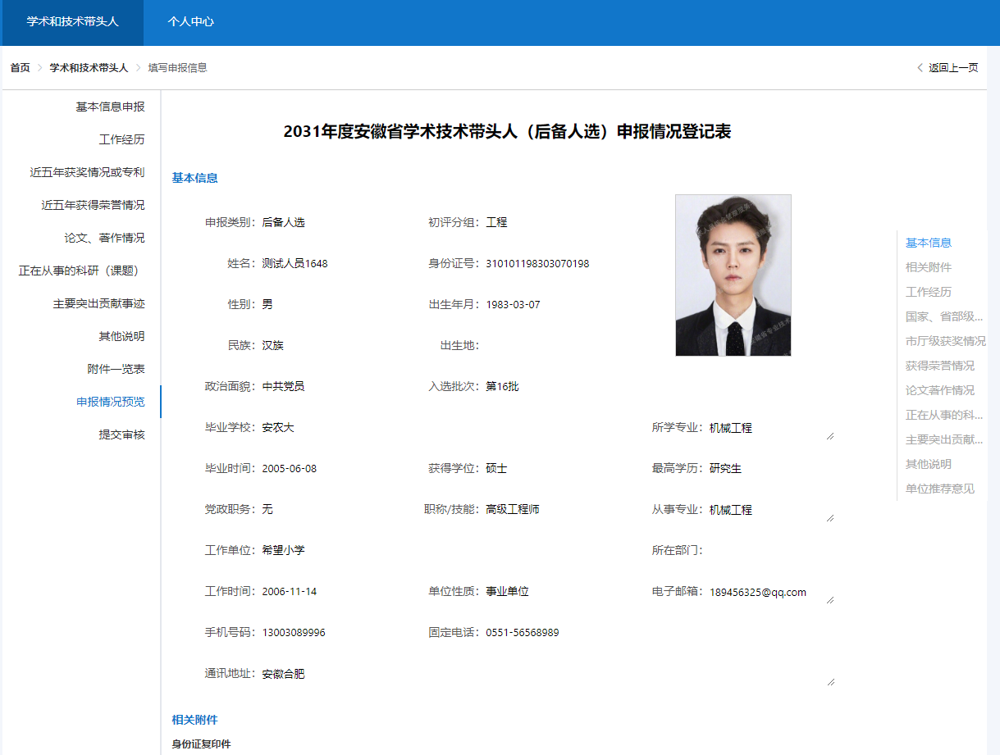 学术和技术带头人 个人中心
首页 > 学术和技术带头人 > 填写申报信息 < 返回上一页
基本信息申报
工作经历
近五年获奖情况或专利
近五年获得荣誉情况
论文、著作情况
正在从事的科研（课题）
主要突出贡献事迹
其他说明
附件一览表
申报情况预览
提交审核
2031年度安徽省学术技术带头人（后备人选）申报情况登记表
基本信息
申报类别： 后备人选 初评分组： 工程
姓名： 测试人员1648 身份证号： 310101198303070198
性别： 男 出生年月： 1983-03-07
民族： 汉族 出生地：
政治面貌： 中共党员 入选批次： 第16批
毕业学校： 安农大 所学专业： 机械工程
毕业时间： 2005-06-08 获得学位： 硕士 最高学历： 研究生
党政职务： 无 职称/技能： 高级工程师 从事专业： 机械工程
工作单位： 希望小学 所在部门：
工作时间： 2006-11-14 单位性质： 事业单位 电子邮箱： 189456325@qq.com
手机号码： 13003089996 固定电话： 0551-56568989
通讯地址： 安徽合肥
相关附件
身份证复印件
基本信息
相关附件
工作经历
国家、省部级...
市厅级获奖情况
获得荣誉情况
论文著作情况
正在从事的科...
主要突出贡献...
其他说明
单位推荐意见